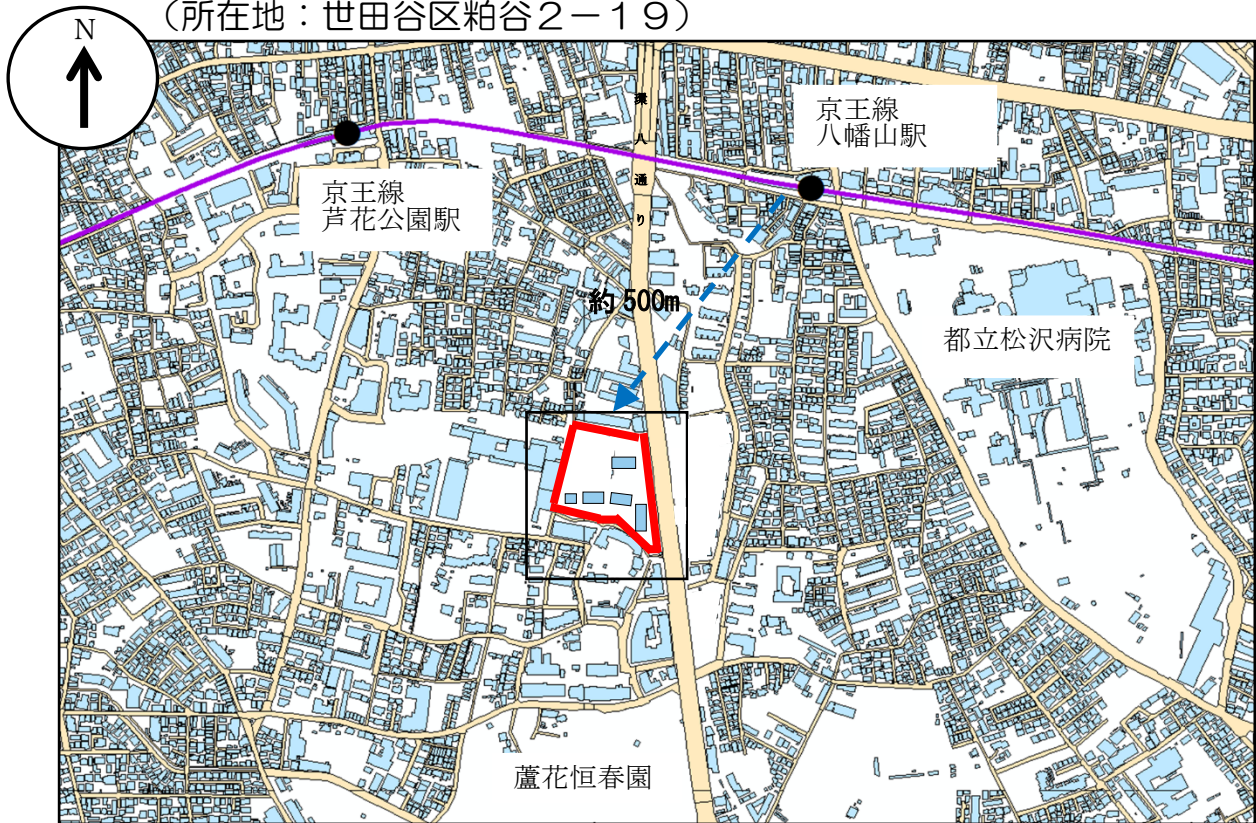 （所在地：世田谷区粕谷２－１９）
N
環八通り
京王線
八幡山駅
京王線
芦花公園駅
約500m
都立松沢病院
蘆花恒春園